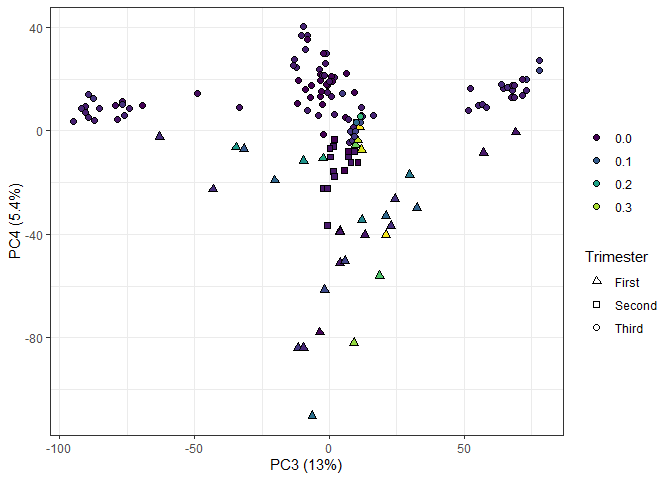 40
0
-40
-80
PC4 (5.4%)
-100
-50
0
50
PC3 (13%)
0.0
0.1
0.2
0.3
Trimester
First
Second
Third